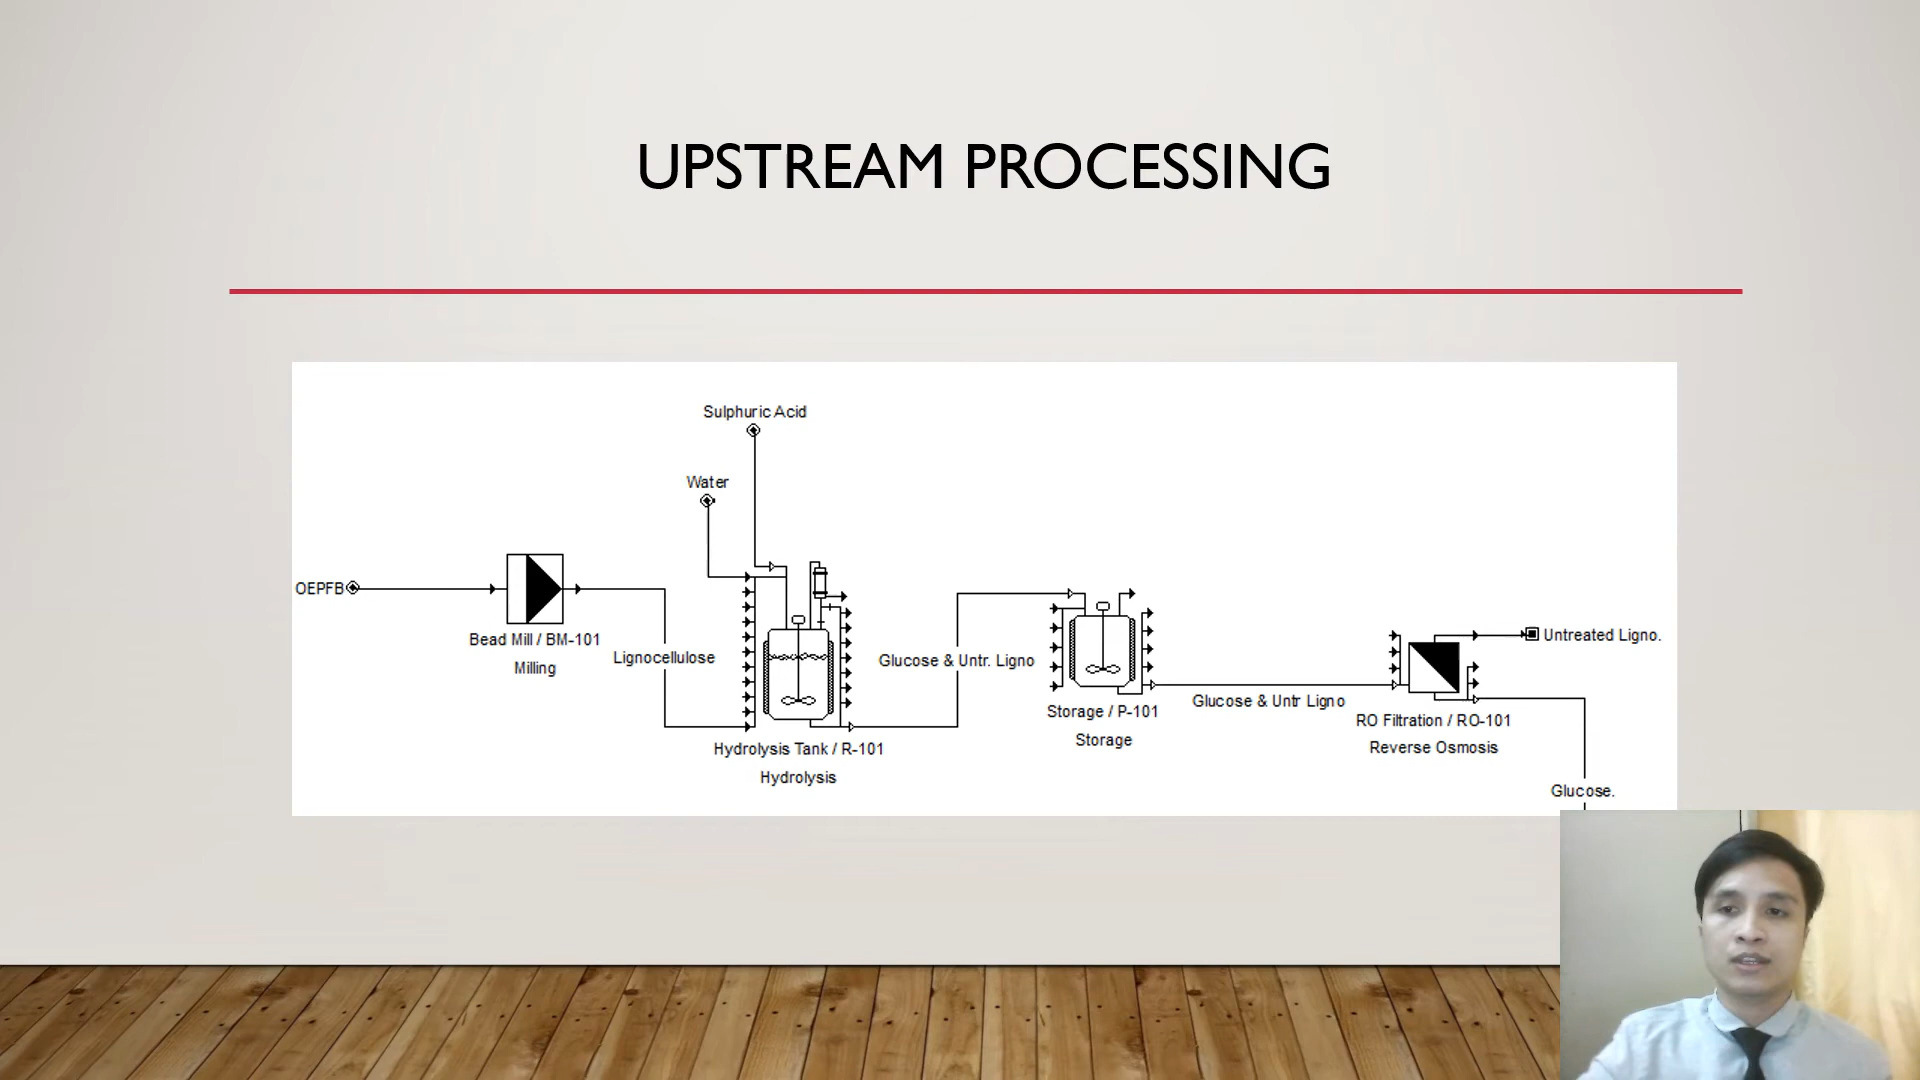 UPSTREAM PROCESSING
Sulphuric Acid
Water
OEPFB
Bead Mill / BM-101
Milling
Lignocellulose
Hydrolysis Tank / R-101
Hydrolysis
Glucose & Untr. Ligno
Storage / P-101
Storage
Glucose & Untr Ligno
Untreated Ligno.
RO Filtration / RO-101
Reverse Osmosis
Glucose.